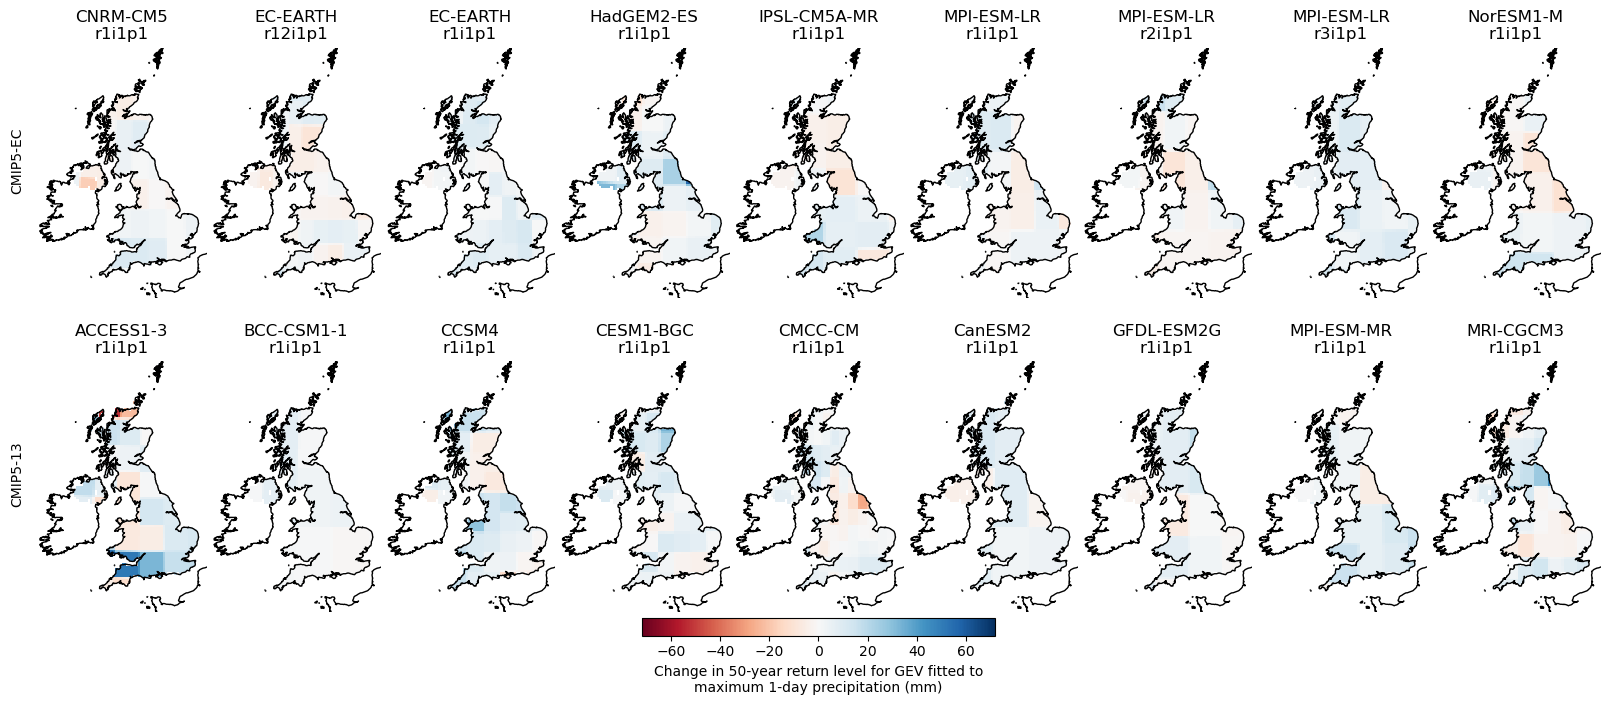 CNRM-CM5
r1i1p1
EC-EARTH
r12i1p1
EC-EARTH
r1i1p1
HadGEM2-ES
r1i1p1
IPSL-CM5A-MR
r1i1p1
MPI-ESM-LR
r1i1p1
MPI-ESM-LR
r2i1p1
MPI-ESM-LR
r3i1p1
NorESM1-M
r1i1p1
CMIP5-EC
ACCESS1-3
r1i1p1
BCC-CSM1-1
r1i1p1
CCSM4
r1i1p1
CESM1-BGC
r1i1p1
CMCC-CM
r1i1p1
CanESM2
r1i1p1
GFDL-ESM2G
r1i1p1
MPI-ESM-MR
r1i1p1
MRI-CGCM3
r1i1p1
CMIP5-13
−60 −40 −20 0 20 40 60
Change in 50-year return level for GEV fitted to
maximum 1-day precipitation (mm)